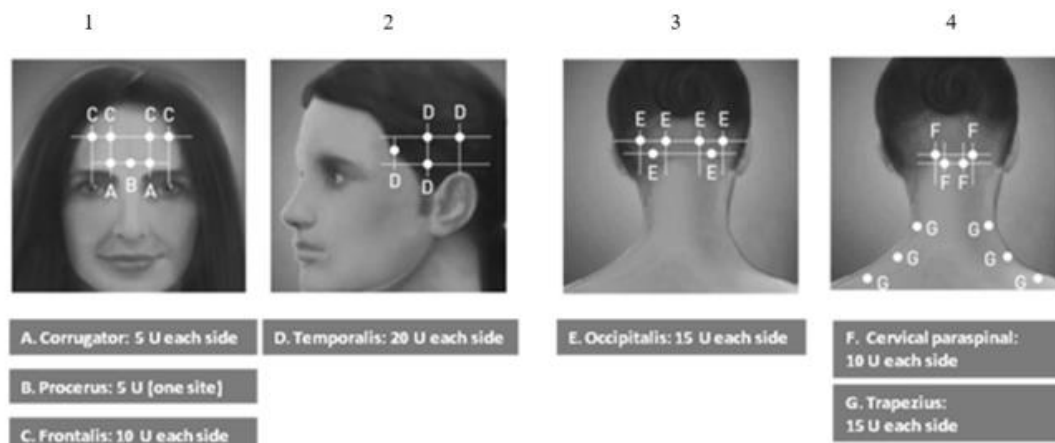 1 2 3 4
C C C C
A B A
D D
D D
E E E E
E E
F F
F F
G G
G G
G G
A. Corrugator: 5 U each side
B. Procerus: 5 U (one site)
C. Frontalis: 10 U each side
D. Temporalis: 20 U each side
E. Occipitalis: 15 U each side
F. Cervical paraspinal:
10 U each side
G. Trapezius:
15 U each side